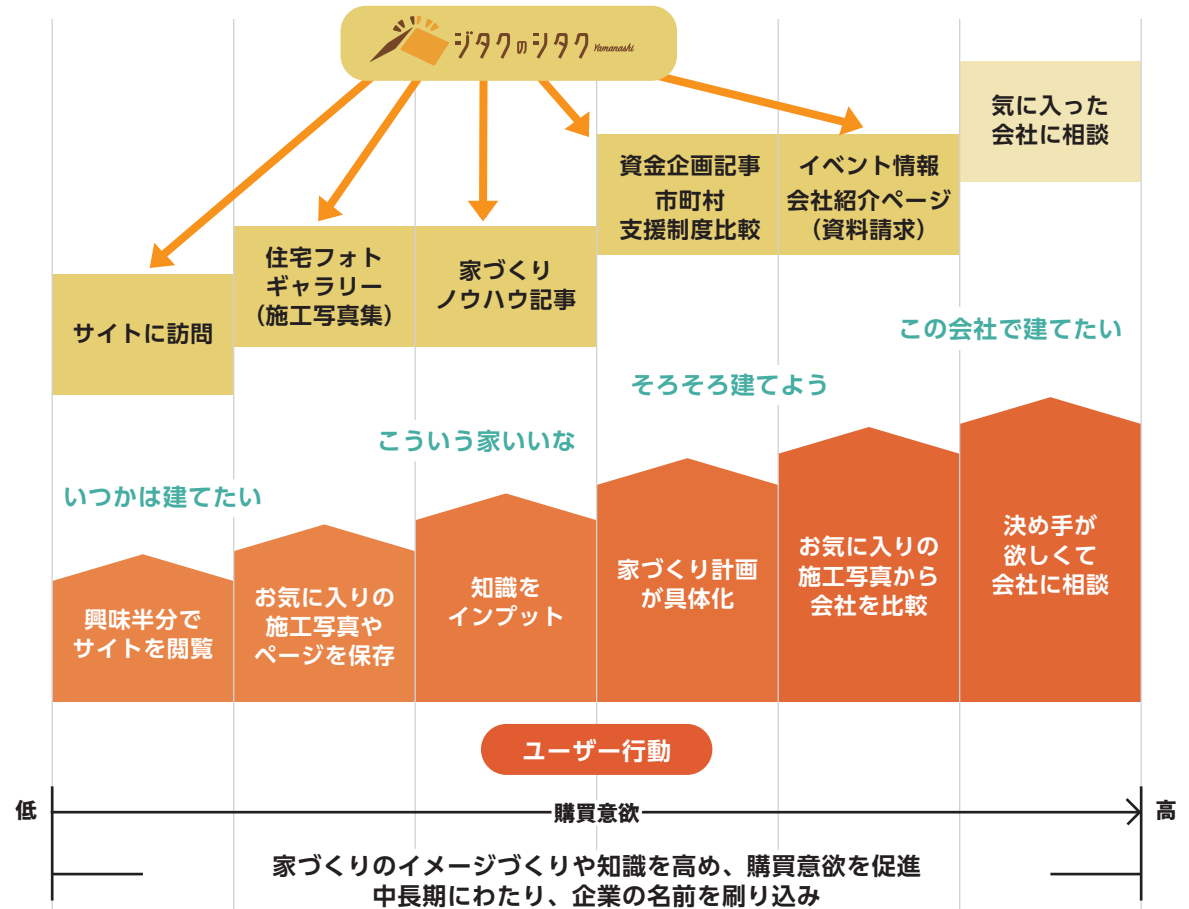 ジタクのシタク Yamanashi
気に入った
会社に相談
資金企画記事
市町村
支援制度比較
イベント情報
会社紹介ページ
（資料請求）
住宅フォト
ギャラリー
（施工写真集）
家づくり
ノウハウ記事
サイトに訪問
この会社で建てたい
そろそろ建てよう
こういう家いいな
いつかは建てたい
興味半分で
サイトを閲覧
お気に入りの
施工写真や
ページを保存
知識を
インプット
家づくり計画
が具体化
お気に入りの
施工写真から
会社を比較
決め手が
欲しくて
会社に相談
ユーザー行動
低
購買意欲
高
家づくりのイメージづくりや知識を高め、購買意欲を促進
中長期にわたり、企業の名前を刷り込み